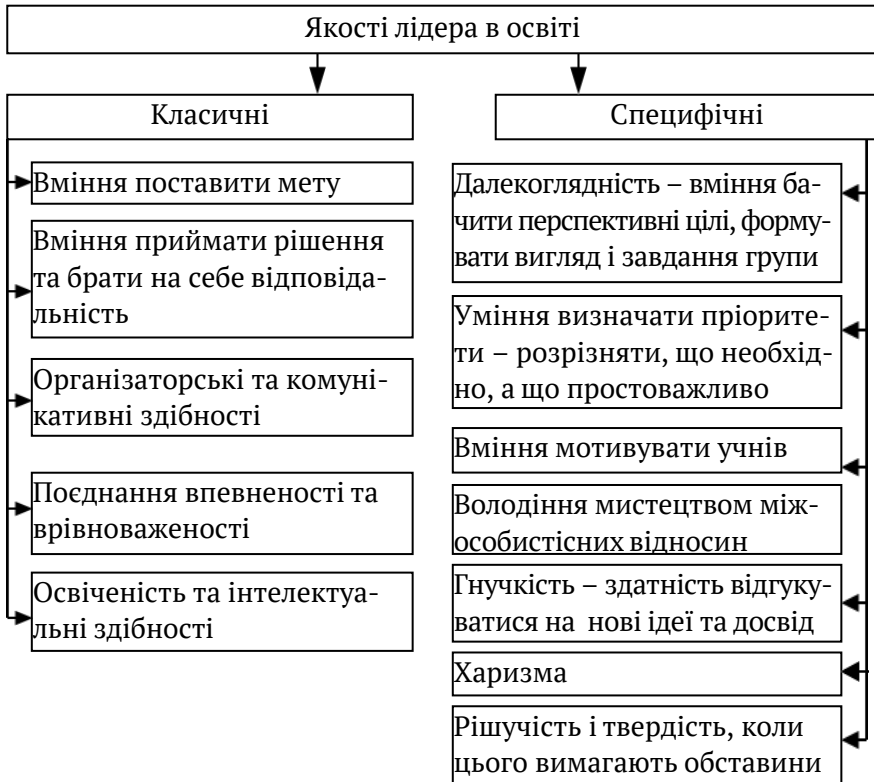 Якості лідера в освіті
Класичні
Вміння поставити мету
Вміння приймати рішення
та брати на себе відповіда-
льність
Організаторські та комуні-
кативні здібності
Поєднання впевненості та
врівноваженості
Освіченість та інтелектуа-
льні здібності
Специфічні
Далекоглядність – вміння ба-
чити перспективні цілі, форму-
вати вигляд і завдання групи
Уміння визначати пріорите-
ти – розрізняти, що необхід-
но, а що простоважливо
Вміння мотивувати учнів
Володіння мистецтвом між-
особистісних відносин
Гнучкість – здатність відгуку-
ватися на нові ідеї та досвід
Харизма
Рішучість і твердість, коли
цього вимагають обставини